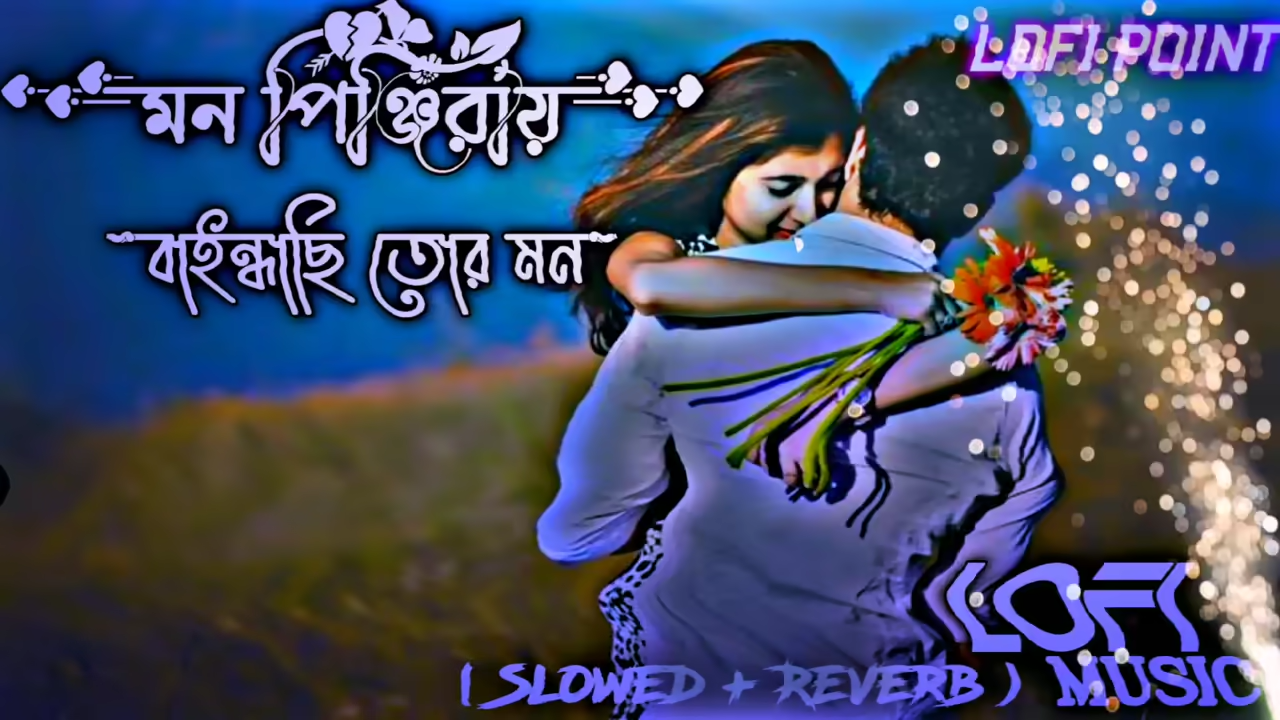 LOFI POINT
মন পিঞ্জিরায়
বাইন্ধাছি তোর মন
LOFI
( SLOWED + REVERB ) MUSIC